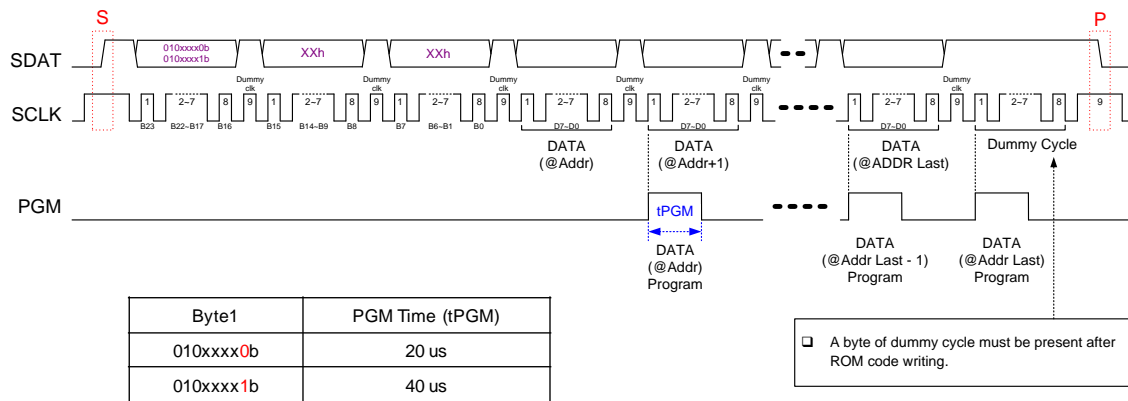 S
P
SDAT
010xxxx0b
010xxxx1b
XXh
XXh
Dummy
clk
Dummy
clk
Dummy
clk
Dummy
clk
Dummy
clk
Dummy
clk
SCLK
1 2~7 8 9 1 2~7 8 9 1 2~7 8 9 1 2~7 8 9 1 2~7 8 9 1 2~7 8 9 1 2~7 8 9
B23 B22~B17 B16 B15 B14~B9 B8 B7 B6~B1 B0 D7~D0 D7~D0 D7~D0
DATA
(@Addr)
DATA
(@Addr+1)
DATA
(@ADDR Last)
Dummy Cycle
PGM
tPGM
DATA
(@Addr)
Program
DATA
(@Addr Last - 1)
Program
DATA
(@Addr Last)
Program
Byte1 PGM Time (tPGM)
010xxxx0b 20 us
010xxxx1b 40 us
❑ A byte of dummy cycle must be present after
ROM code writing.